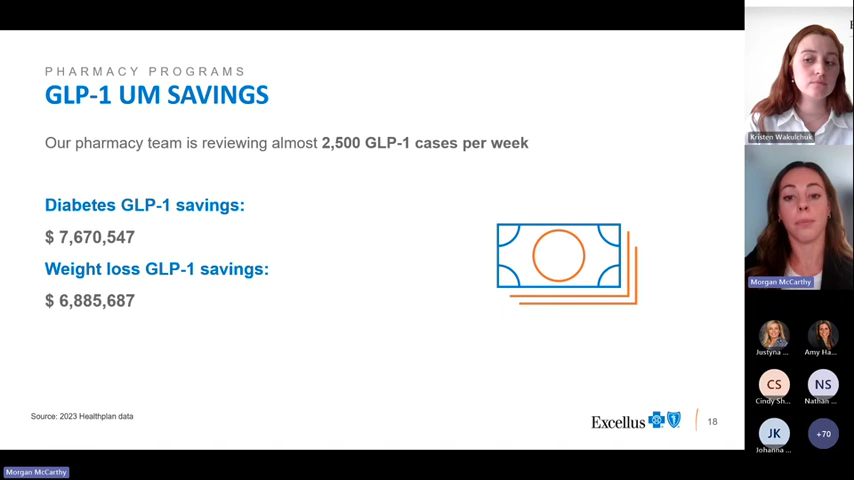 PHARMACY PROGRAMS
GLP-1 UM SAVINGS
Our pharmacy team is reviewing almost 2,500 GLP-1 cases per week
Diabetes GLP-1 savings:
$ 7,670,547
Weight loss GLP-1 savings:
$ 6,885,687
Source: 2023 Healthplan data
Excellus
18
Kristen Wakulchuk
Morgan McCarthy
Justyna ...
Amy Ha...
CS
Cindy Sh...
NS
Nathan ...
JK
Johanna ...
+70
Morgan McCarthy